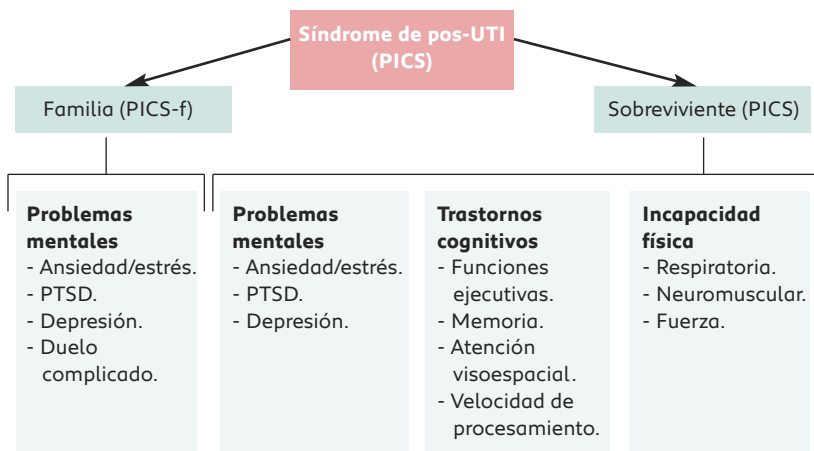 Síndrome de pos-UTI
(PICS)
Familia (PICS-f)
Sobreviviente (PICS)
Problemas
mentales
- Ansiedad/estrés.
- PTSD.
- Depresión.
- Duelo
complicado.
Problemas
mentales
- Ansiedad/estrés.
- PTSD.
- Depresión.
Trastornos
cognitivos
- Funciones
ejecutivas.
- Memoria.
- Atención
visoespacial.
- Velocidad de
procesamiento.
Incapacidad
física
- Respiratoria.
- Neuromuscular.
- Fuerza.